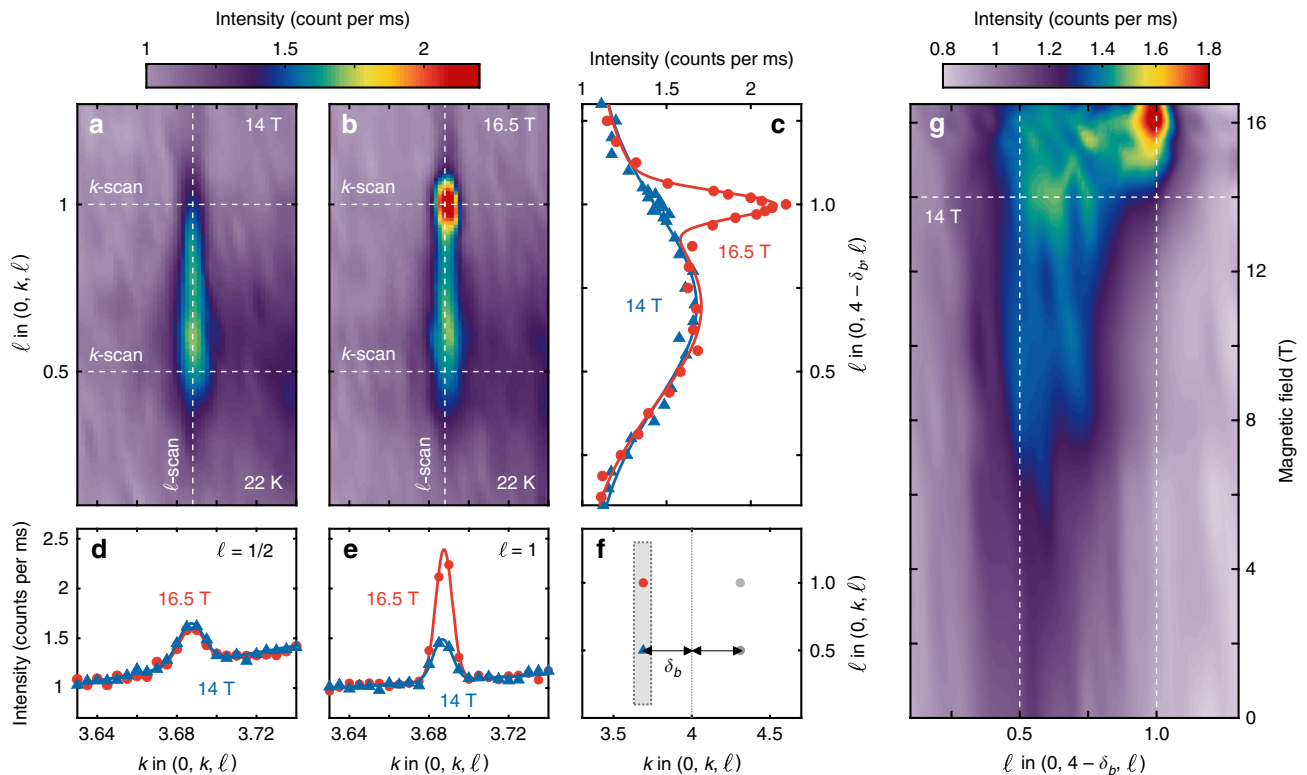 Intensity (count per ms)
1 1.5 2
Intensity (counts per ms)
1 1.5 2
Intensity (counts per ms)
0.8 1.2 1.4 1.6 1.8
a 14 T
k-scan
k-scan
ℓ-scan
22 K
1
0.5
ℓ in (0, k, ℓ)
b 16.5 T
k-scan
k-scan
ℓ-scan
22 K
c
16.5 T
14 T
1.0
0.5
ℓ in (0, 4 − δb, ℓ)
g
14 T
16
12
8
4
0
Magnetic field (T)
0.5 1.0
ℓ in (0, 4 − δb, ℓ)
d ℓ = 1/2
16.5 T
14 T
2.5
2
1.5
1
Intensity (counts per ms)
3.64 3.68 3.72
k in (0, k, ℓ)
e ℓ = 1
16.5 T
14 T
3.64 3.68 3.72
k in (0, k, ℓ)
f
δb
1.0
0.5
ℓ in (0, k, ℓ)
3.5 4 4.5
k in (0, k, ℓ)